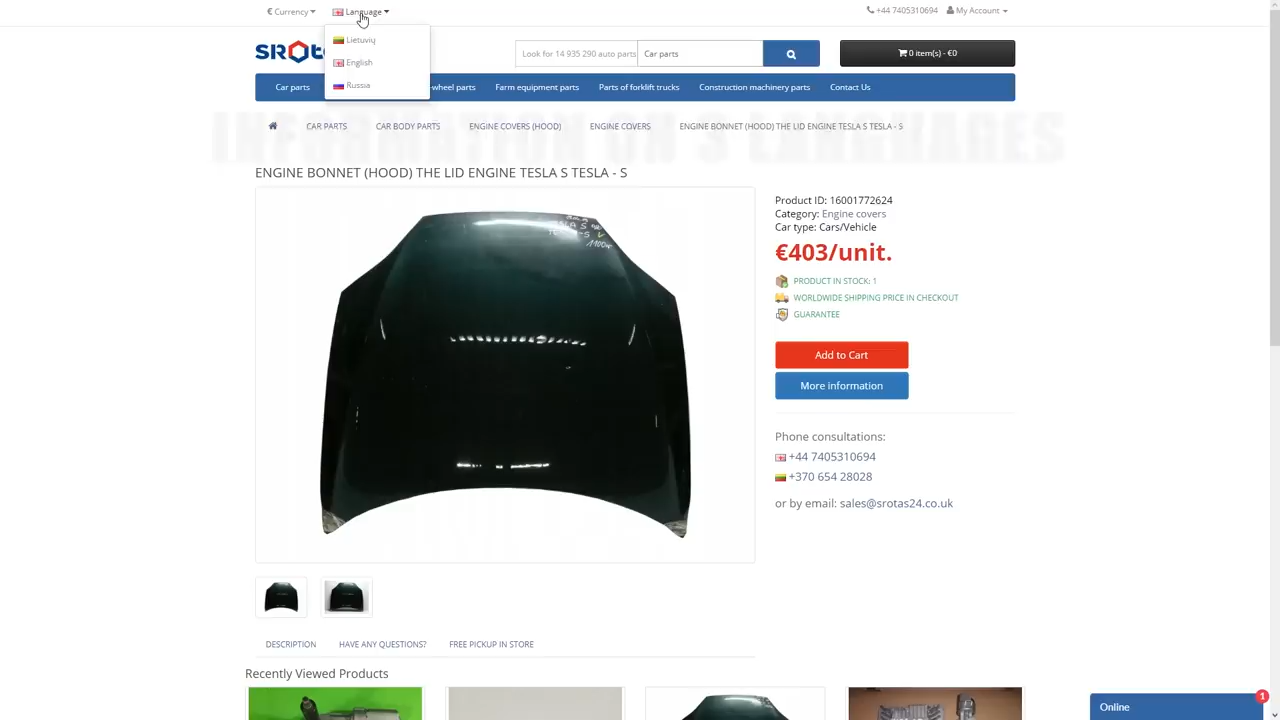 € Currency
Language
+44 7405310694
My Account
Lietuvių
English
Russia
SROT
Look for 14 935 290 auto parts
Car parts
0 item(s) - €0
Car parts
-wheel parts
Farm equipment parts
Parts of forklift trucks
Construction machinery parts
Contact Us
INFORMATION ON 3 LANGUAGES
CAR PARTS
CAR BODY PARTS
ENGINE COVERS (HOOD)
ENGINE COVERS
ENGINE BONNET (HOOD) THE LID ENGINE TESLA S TESLA - S
ENGINE BONNET (HOOD) THE LID ENGINE TESLA S TESLA - S
Product ID: 16001772624
Category: Engine covers
Car type: Cars/Vehicle
€403/unit.
PRODUCT IN STOCK: 1
WORLDWIDE SHIPPING PRICE IN CHECKOUT
GUARANTEE
Add to Cart
More information
Phone consultations:
+44 7405310694
+370 654 28028
or by email: sales@srotas24.co.uk
DESCRIPTION
HAVE ANY QUESTIONS?
FREE PICKUP IN STORE
Recently Viewed Products
Online
1